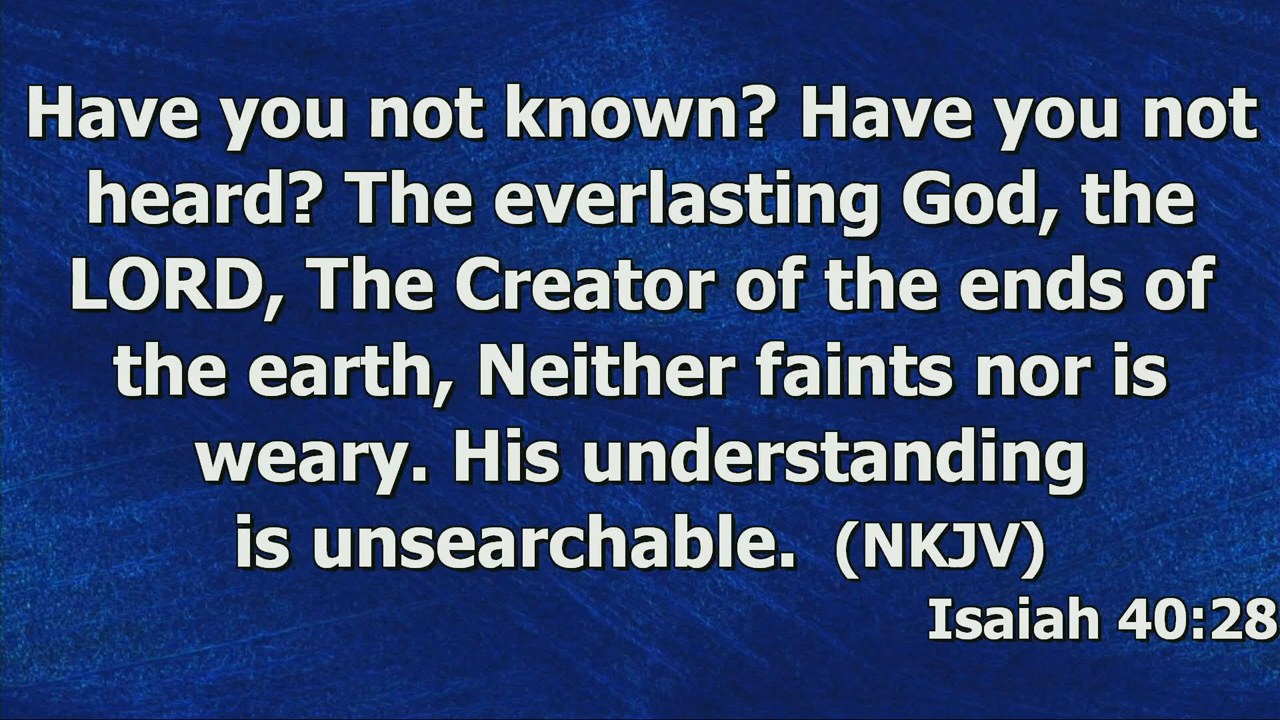 Have you not known? Have you not
heard? The everlasting God, the
LORD, The Creator of the ends of
the earth, Neither faints nor is
weary. His understanding
is unsearchable. (NKJV)
Isaiah 40:28